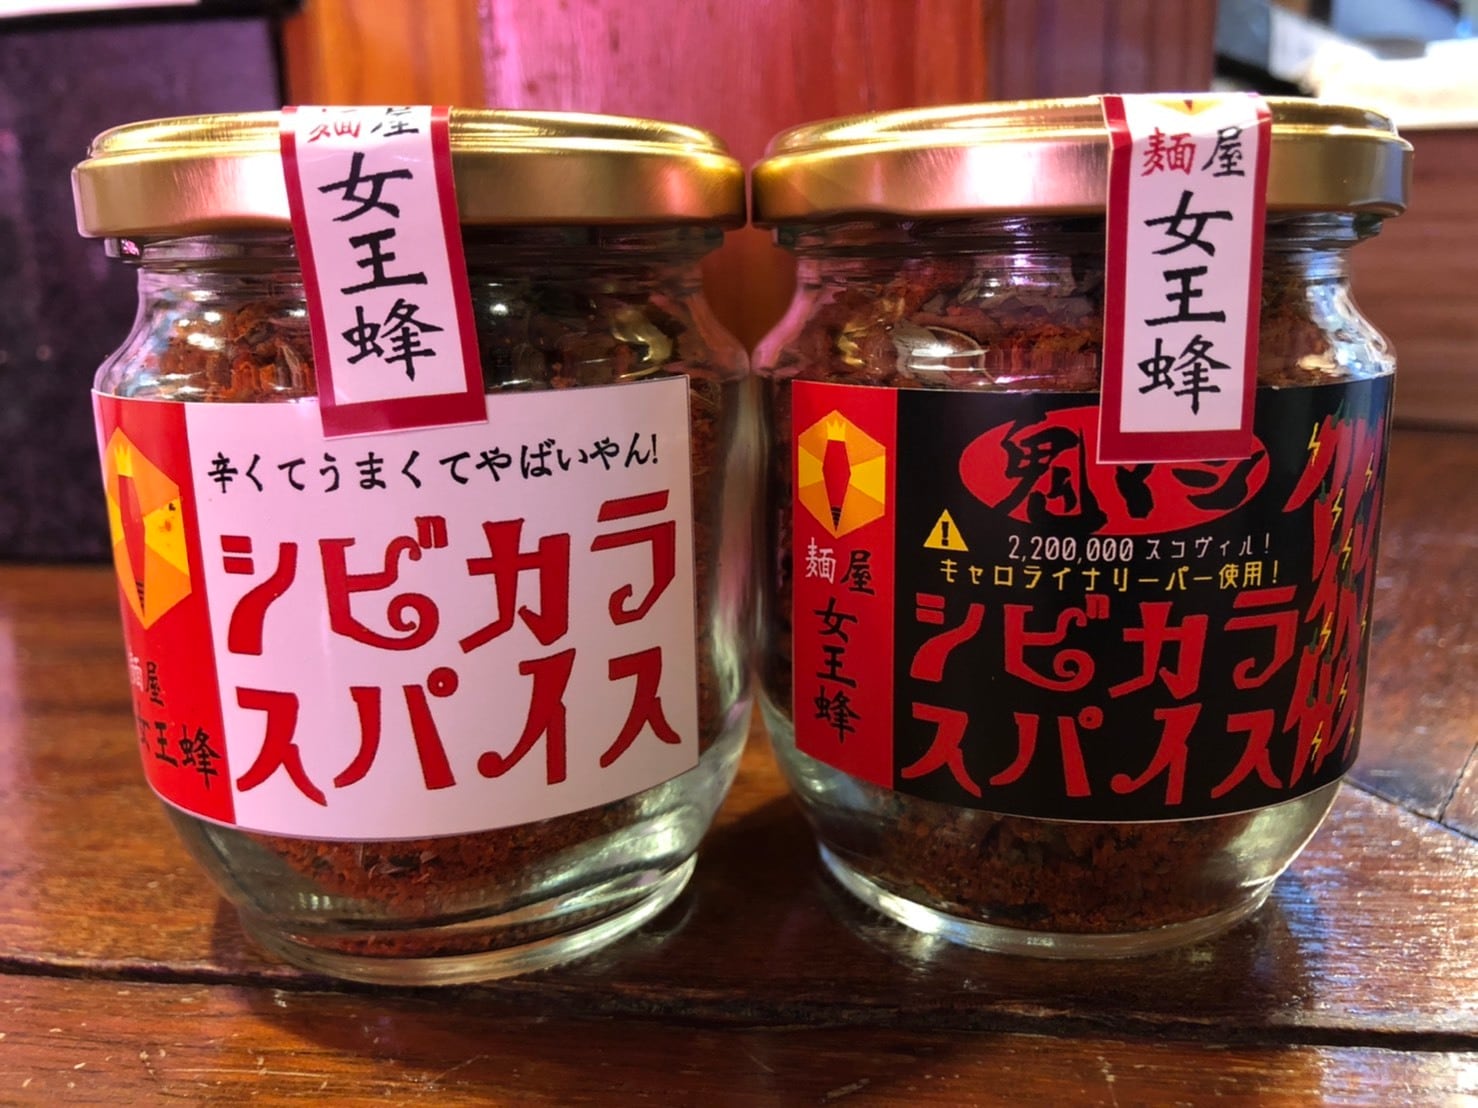 麺屋
女王蜂
辛くてうまくてやばいやん!
シビカラ
スパイス
麺屋
女王蜂
麺屋
女王蜂
鬼
2,200,000 スコヴィル!
キャロライナリーパー使用!
シビカラ
スパイス
麺屋
女王蜂